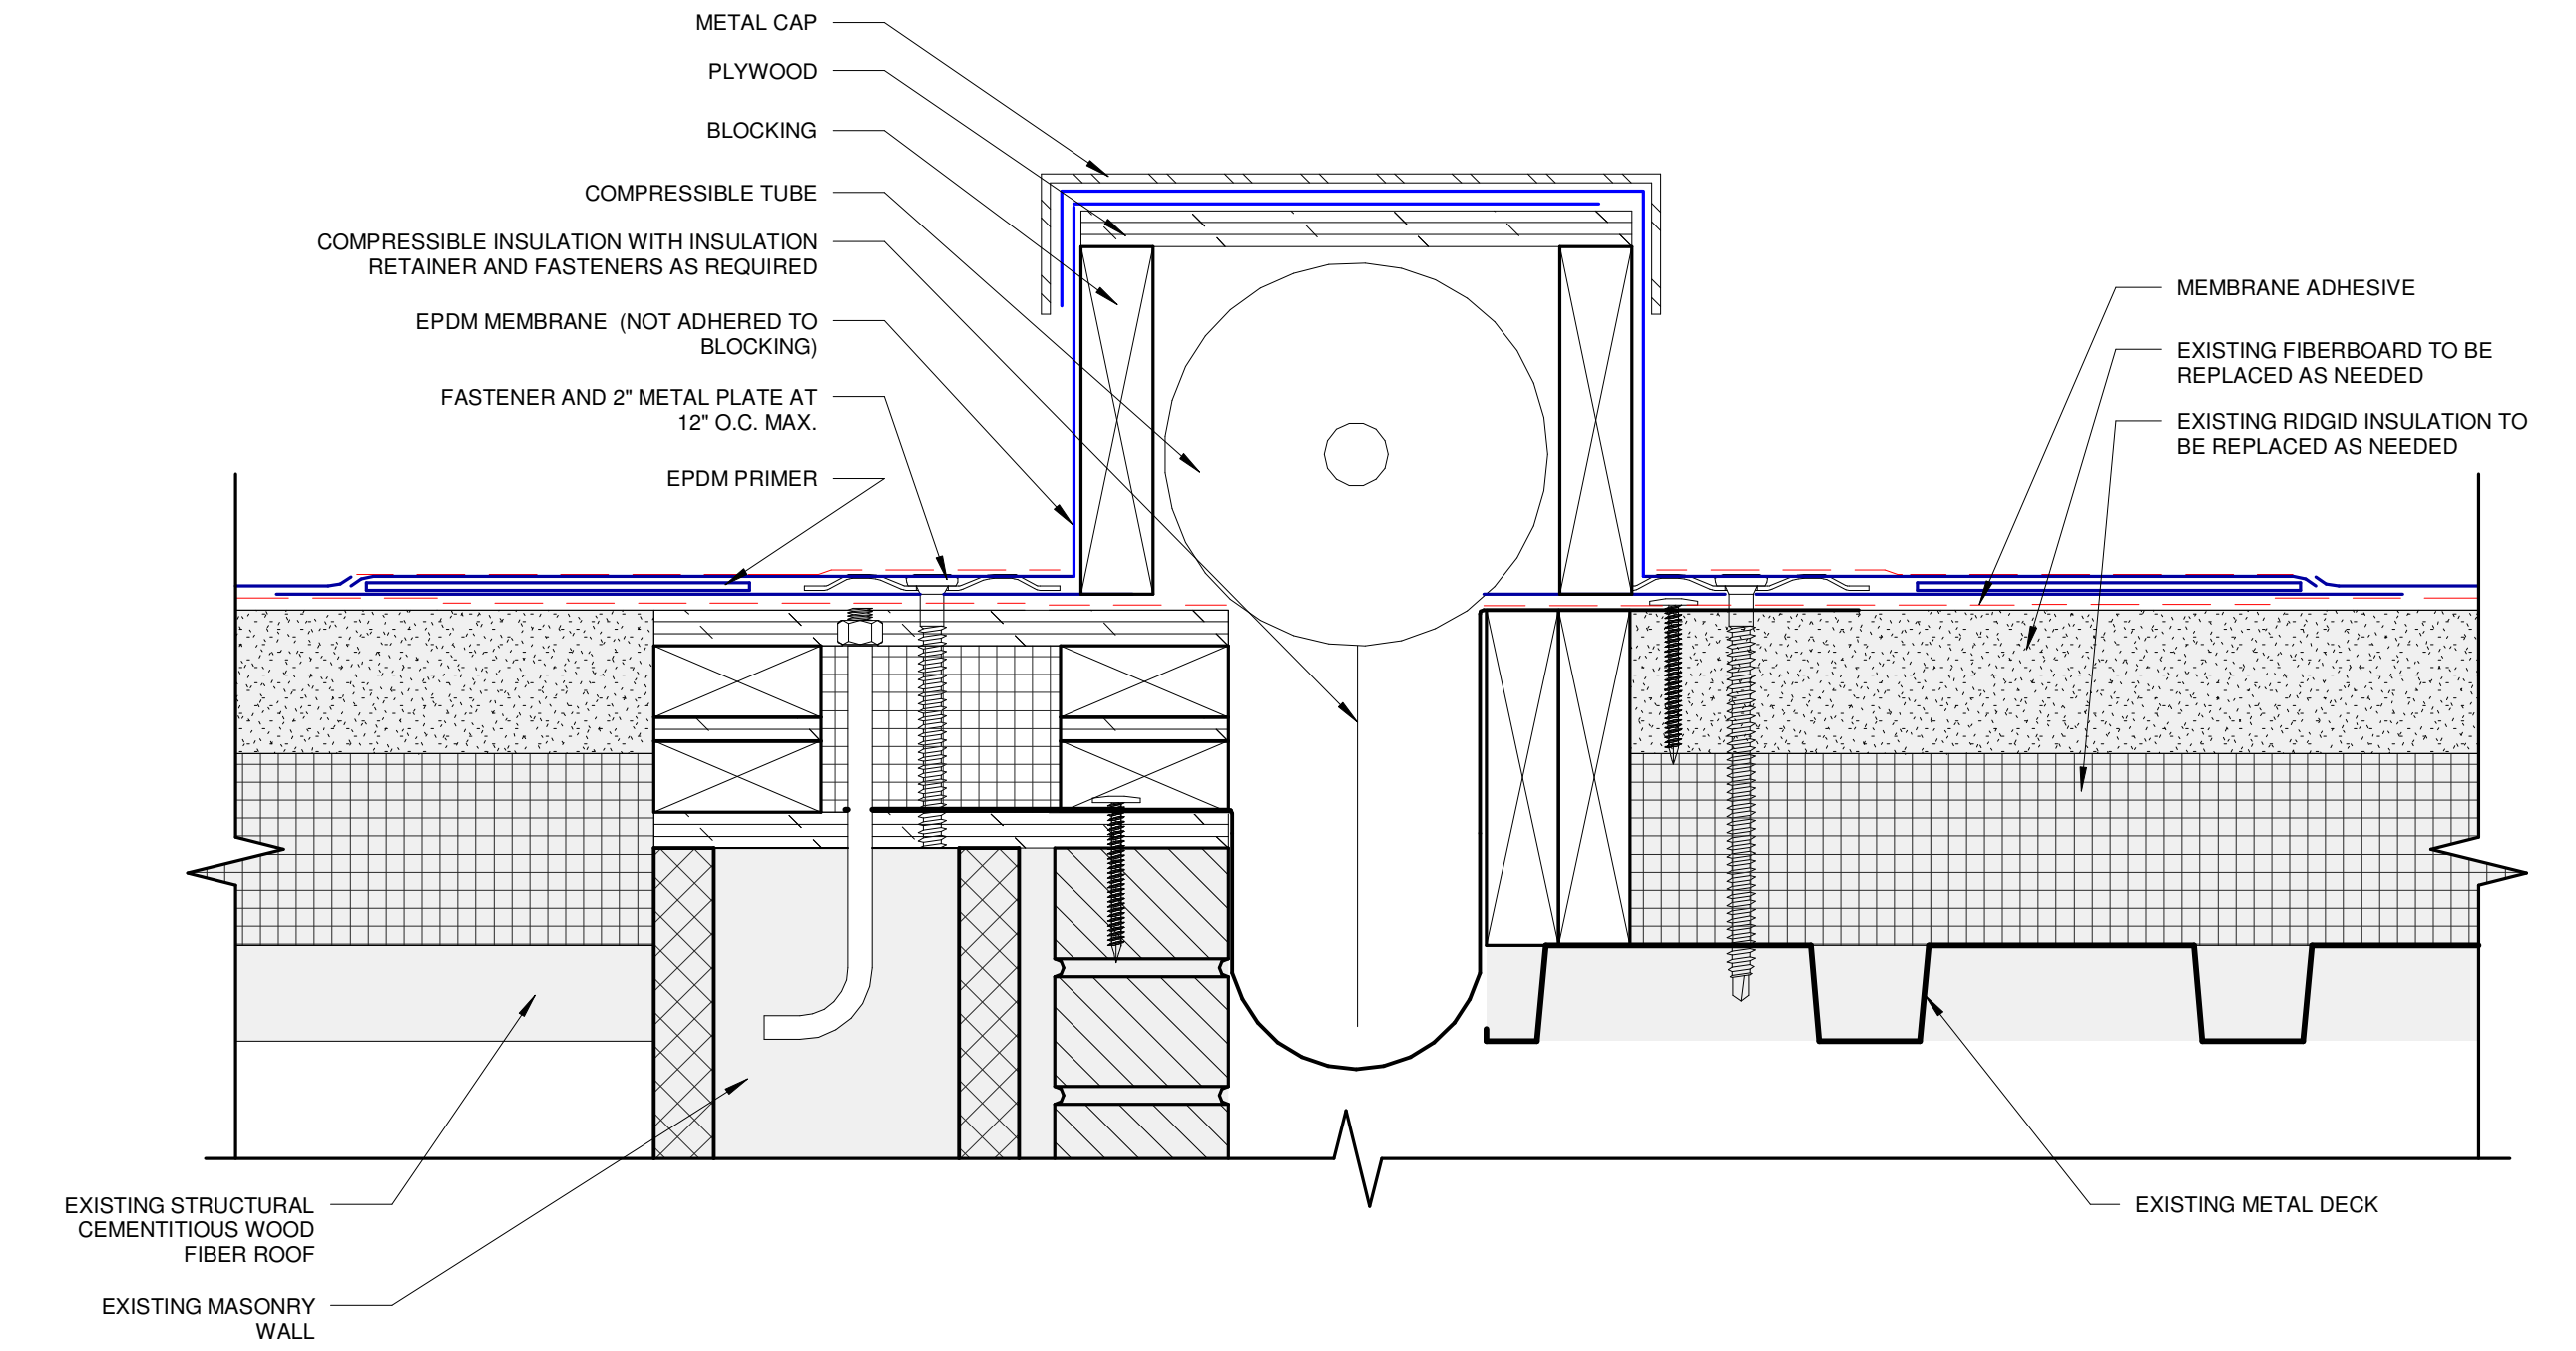 METAL CAP
PLYWOOD
BLOCKING
COMPRESSIBLE TUBE
COMPRESSIBLE INSULATION WITH INSULATION
RETAINER AND FASTENERS AS REQUIRED
EPDM MEMBRANE  (NOT ADHERED TO
BLOCKING)
FASTENER AND 2" METAL PLATE AT
12" O.C. MAX.
EPDM PRIMER
MEMBRANE ADHESIVE
EXISTING FIBERBOARD TO BE
REPLACED AS NEEDED
EXISTING RIDGID INSULATION TO
BE REPLACED AS NEEDED
EXISTING STRUCTURAL
CEMENTITIOUS WOOD
FIBER ROOF
EXISTING MASONRY
WALL
EXISTING METAL DECK